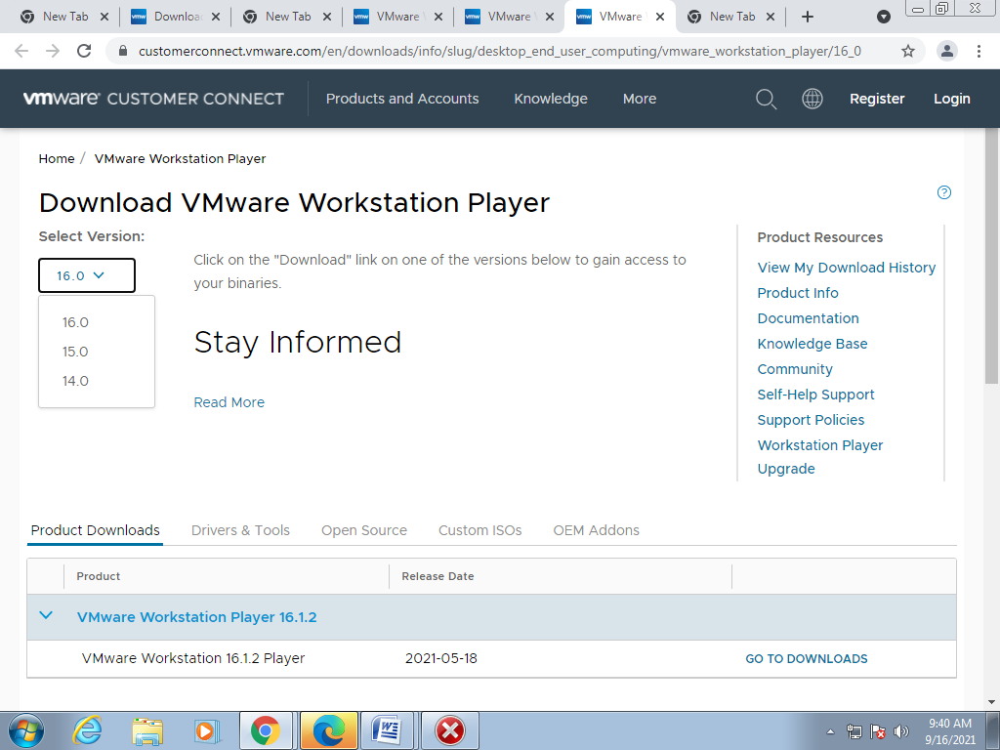 New Tab
Downloa
New Tab
VMware
VMware
VMware
New Tab
customerconnect.vmware.com/en/downloads/info/slug/desktop_end_user_computing/vmware_workstation_player/16_0
vmware® CUSTOMER CONNECT
Products and Accounts
Knowledge
More
Register
Login
Home / VMware Workstation Player
Download VMware Workstation Player
Select Version:
16.0
16.0
15.0
14.0
Click on the "Download" link on one of the versions below to gain access to
your binaries.
Stay Informed
Read More
Product Resources
View My Download History
Product Info
Documentation
Knowledge Base
Community
Self-Help Support
Support Policies
Workstation Player
Upgrade
Product Downloads
Drivers & Tools
Open Source
Custom ISOs
OEM Addons
Product
Release Date
VMware Workstation Player 16.1.2
VMware Workstation 16.1.2 Player
2021-05-18
GO TO DOWNLOADS
9:40 AM
9/16/2021